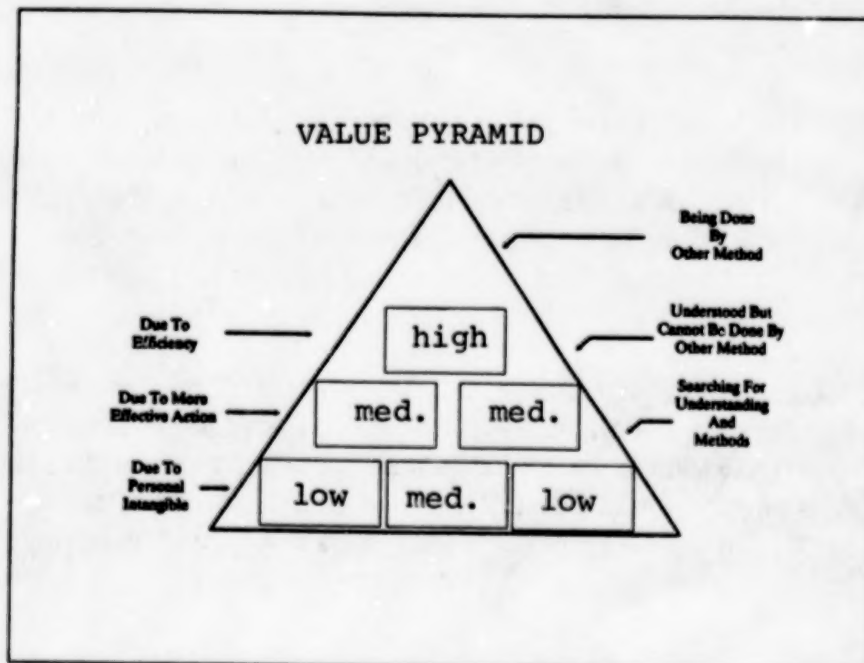 VALUE PYRAMID
Being Done
By
Other Method
Due To
Efficiency
high
Understood But
Cannot Be Done By
Other Method
Due To More
Effective Action
med.
med.
Searching For
Understanding
And
Methods
Due To
Personal
Intangible
low
med.
low